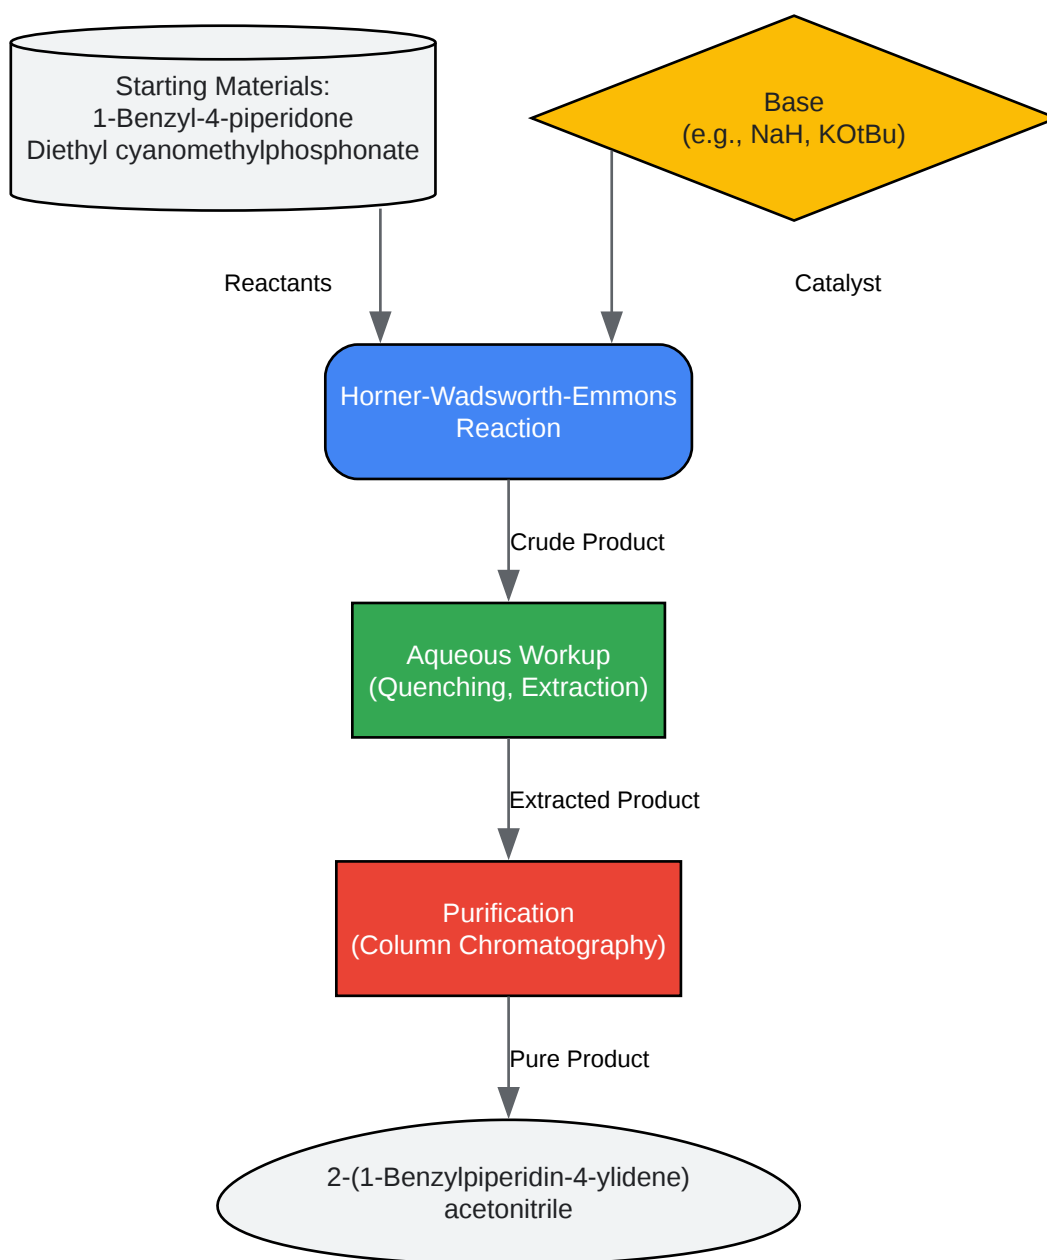 Starting Materials:
1-Benzyl-4-piperidone
Diethyl cyanomethylphosphonate
Base
(e.g., NaH, KOtBu)
Reactants
Catalyst
Horner-Wadsworth-Emmons
Reaction
Crude Product
Aqueous Workup
(Quenching, Extraction)
Extracted Product
Purification
(Column Chromatography)
Pure Product
2-(1-Benzylpiperidin-4-ylidene)
acetonitrile